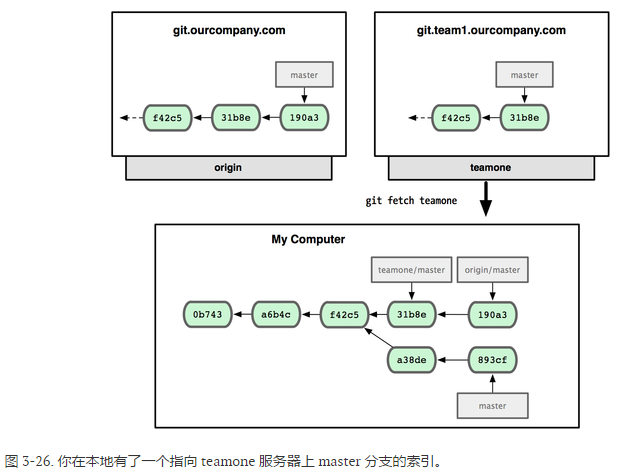 git.ourcompany.com
git.team1.ourcompany.com
master
master
f42c5 31b8e 190a3
f42c5 31b8e
origin
teamone
git fetch teamone
My Computer
teamone/master origin/master
0b743 a6b4c f42c5 31b8e 190a3
a38de 893cf
master
图 3-26. 你在本地有了一个指向 teamone 服务器上 master 分支的索引。